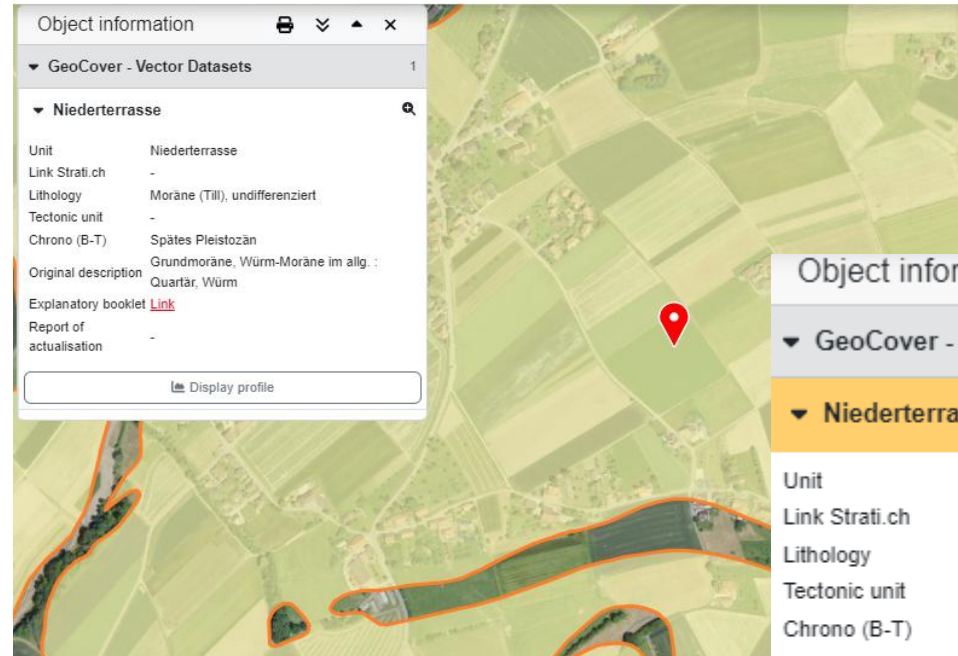 Object information
GeoCover - Vector Datasets 1
Niederterrasse
Unit Niederterrasse
Link Strati.ch -
Lithology Moräne (Till), undifferenziert
Tectonic unit -
Chrono (B-T) Spätes Pleistozän
Original description Grundmoräne, Würm-Moräne im allg. :
Quartär, Würm
Explanatory booklet Link
Report of
actualisation -
Display profile
Object infor
GeoCover -
Niederterra
Unit
Link Strati.ch
Lithology
Tectonic unit
Chrono (B-T)